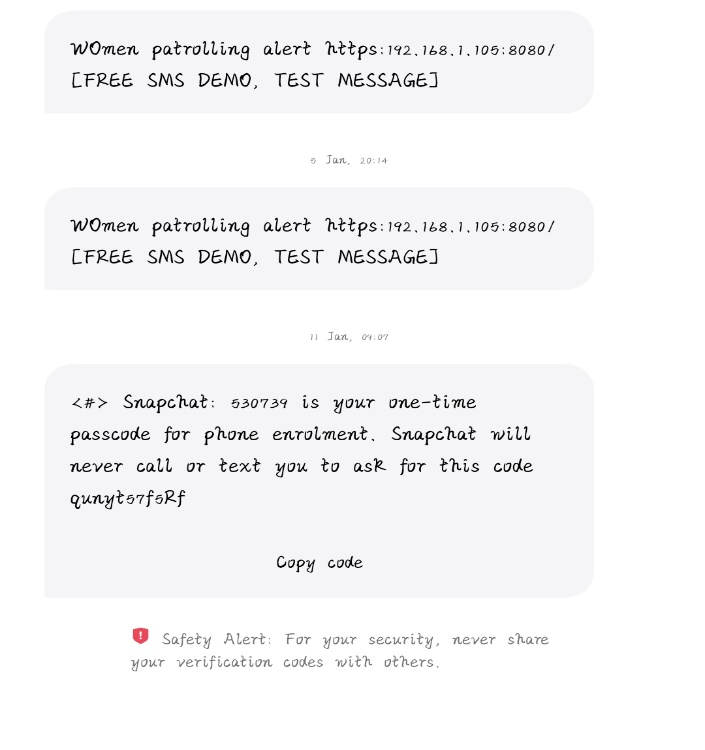 WOmen patrolling alert https:192.168.1.105:8080/
[FREE SMS DEMO, TEST MESSAGE]
5 Jan, 20:14
WOmen patrolling alert https:192.168.1.105:8080/
[FREE SMS DEMO, TEST MESSAGE]
11 Jan, 09:07
<#> Snapchat: 530739 is your one-time
passcode for phone enrolment. Snapchat will
never call or text you to ask for this code
qunyt57f5Rf
Copy code
Safety Alert: For your security, never share
your verification codes with others.